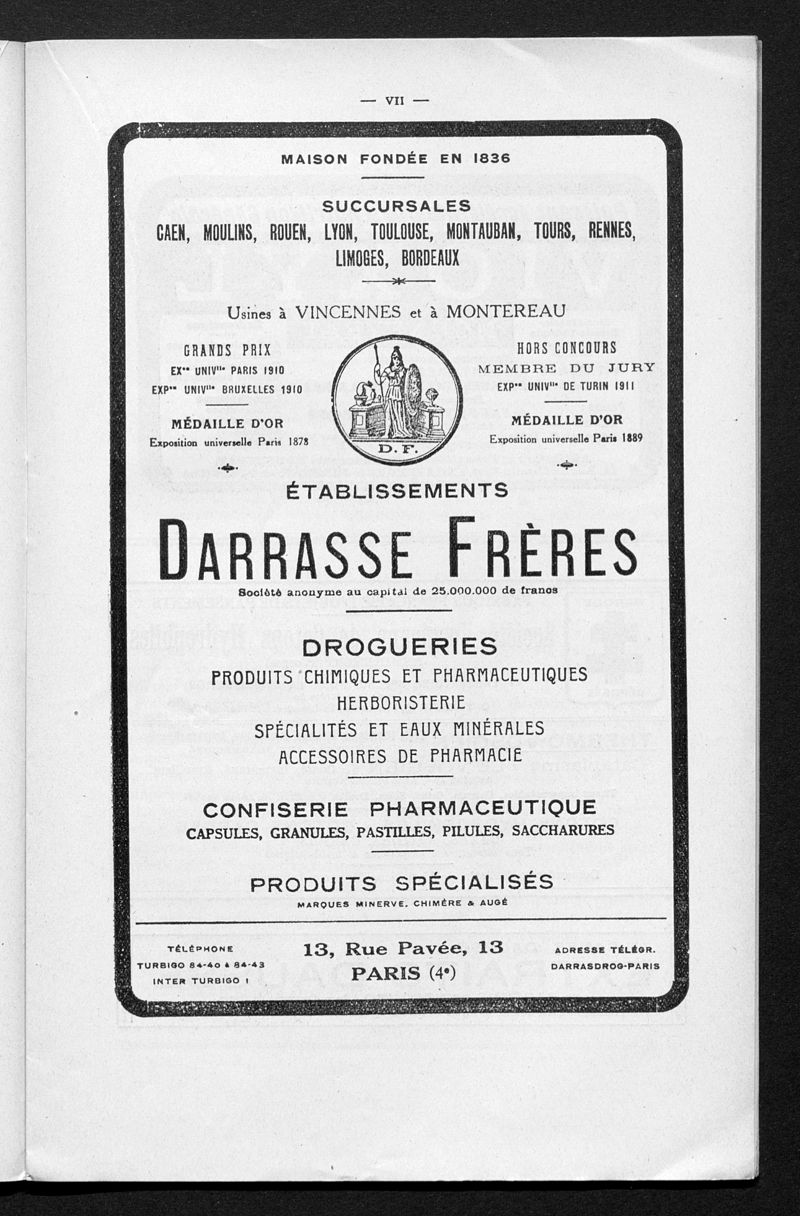 — VII —
MAISON FONDÉE EN 1836
SUCCURSALES
CAEN, MOULINS, ROUEN, LYON, TOULOUSE, MONTAUBAN, TOURS, RENNES,
LIMOGES, BORDEAUX
Usines à VINCENNES et à MONTEREAU
GRANDS PRIX
EXᵒⁿ UNIVˡˡᵉ PARIS 1910
EXPᵒⁿ UNIVˡˡᵉ BRUXELLES 1910
MÉDAILLE D'OR
Exposition universelle Paris 1878
D. F.
HORS CONCOURS
MEMBRE DU JURY
EXPᵒⁿ UNIVˡˡᵉ DE TURIN 1911
MÉDAILLE D'OR
Exposition universelle Paris 1889
ÉTABLISSEMENTS
DARRASSE FRÈRES
Société anonyme au capital de 25.000.000 de francs
DROGUERIES
PRODUITS CHIMIQUES ET PHARMACEUTIQUES
HERBORISTERIE
SPÉCIALITÉS ET EAUX MINÉRALES
ACCESSOIRES DE PHARMACIE
CONFISERIE PHARMACEUTIQUE
CAPSULES, GRANULES, PASTILLES, PILULES, SACCHARURES
PRODUITS SPÉCIALISÉS
MARQUES MINERVE, CHIMÈRE & AUGÉ
TÉLÉPHONE
TURBIGO 84-40 à 84-43
INTER TURBIGO 1
13, Rue Pavée, 13
PARIS (4ᵉ)
ADRESSE TÉLÉGR.
DARRASDROG-PARIS